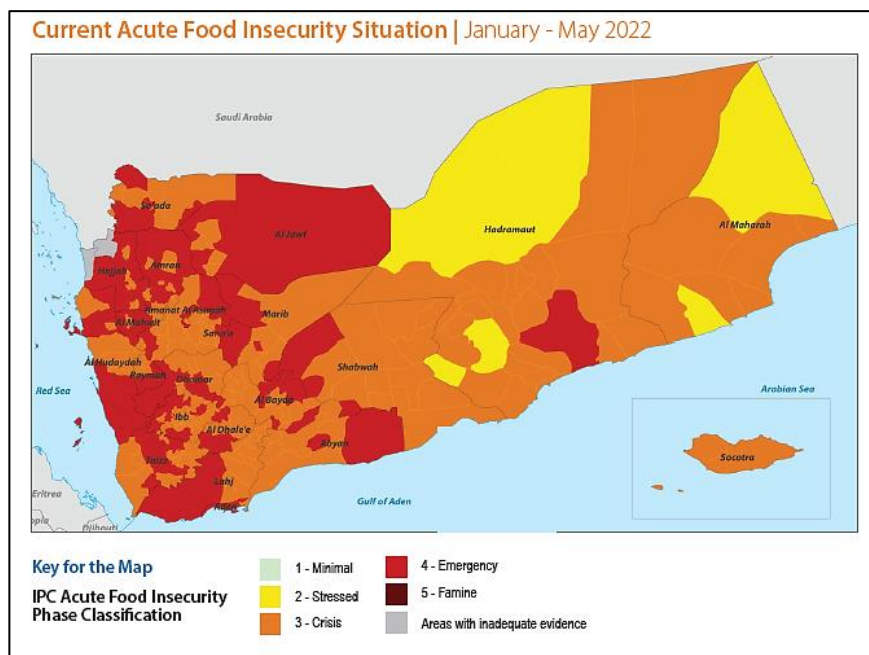 Current Acute Food Insecurity Situation | January - May 2022
Saudi Arabia
Sa'ada
Al Jawf
Hadramaut
Al Maharah
Hajjah
Amran
Amanat Al Asimah
Marib
Al Mahwit
Sana'a
Shabwah
Al Hudaydah
Raymah
Dhamar
Red Sea
Al Bayda
Arabian Sea
Ibb
Al Dhale'e
Abyan
Socotra
Taizz
Lahj
Eritrea
Gulf of Aden
Aden
opia
Djibouti
Key for the Map
IPC Acute Food Insecurity
Phase Classification
1 - Minimal
2 - Stressed
3 - Crisis
4 - Emergency
5 - Famine
Areas with inadequate evidence